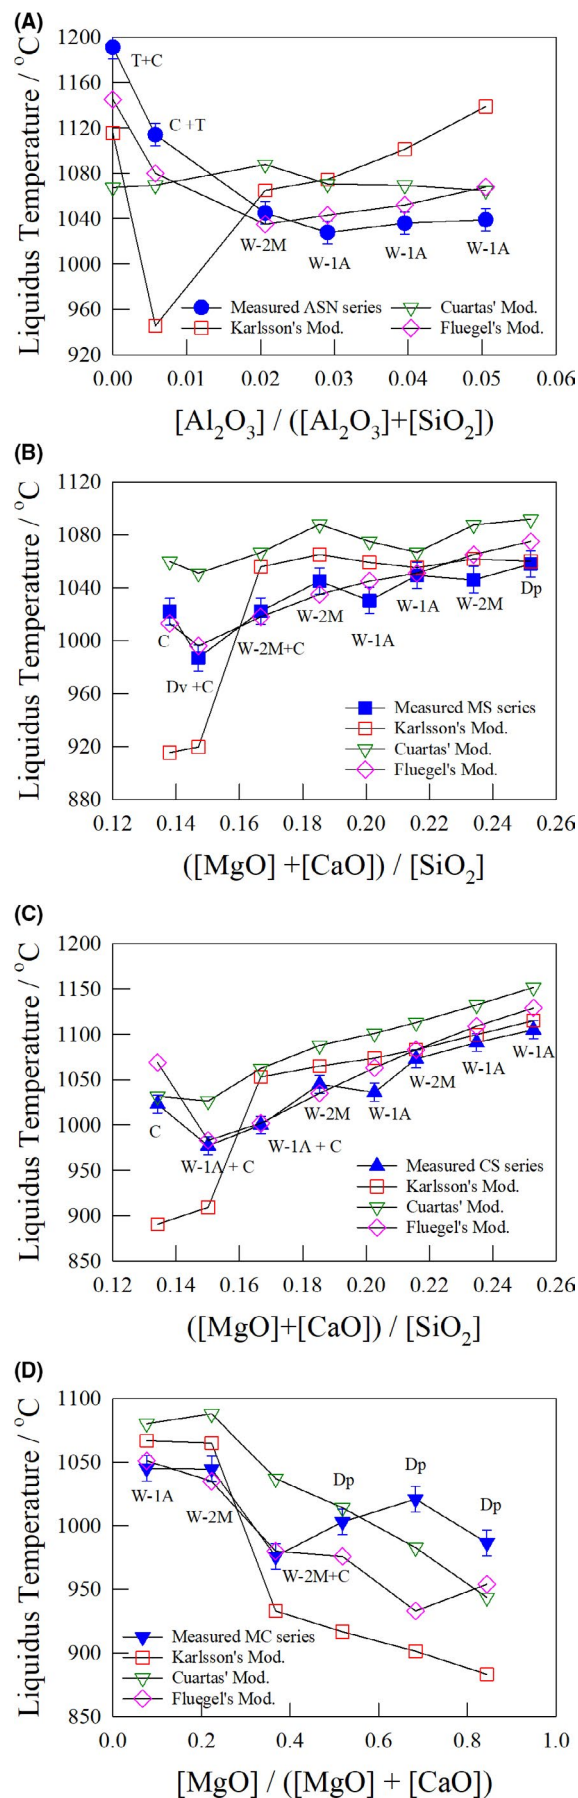 (A)
Liquidus Temperature / °C
1200
1160
1120
1080
1040
1000
960
920
T+C
C +T
W-2M
W-1A
W-1A
W-1A
Measured ASN series
Karlsson's Mod.
Cuartas' Mod.
Fluegel's Mod.
0.00 0.01 0.02 0.03 0.04 0.05 0.06
[Al₂O₃] / ([Al₂O₃]+[SiO₂])
(B)
Liquidus Temperature / °C
1120
1080
1040
1000
960
920
880
C
Dv +C
W-2M+C
W-2M
W-1A
W-1A
W-2M
Dp
Measured MS series
Karlsson's Mod.
Cuartas' Mod.
Fluegel's Mod.
0.12 0.14 0.16 0.18 0.20 0.22 0.24 0.26
([MgO] +[CaO]) / [SiO₂]
(C)
Liquidus Temperature / °C
1200
1150
1100
1050
1000
950
900
850
C
W-1A + C
W-1A + C
W-2M
W-1A
W-2M
W-1A
W-1A
Measured CS series
Karlsson's Mod.
Cuartas' Mod.
Fluegel's Mod.
0.12 0.14 0.16 0.18 0.20 0.22 0.24 0.26
([MgO]+[CaO]) / [SiO₂]
(D)
Liquidus Temperature / °C
1100
1050
1000
950
900
850
W-1A
W-2M
W-2M+C
Dp
Dp
Dp
Measured MC series
Karlsson's Mod.
Cuartas' Mod.
Fluegel's Mod.
0.0 0.2 0.4 0.6 0.8 1.0
[MgO] / ([MgO] + [CaO])